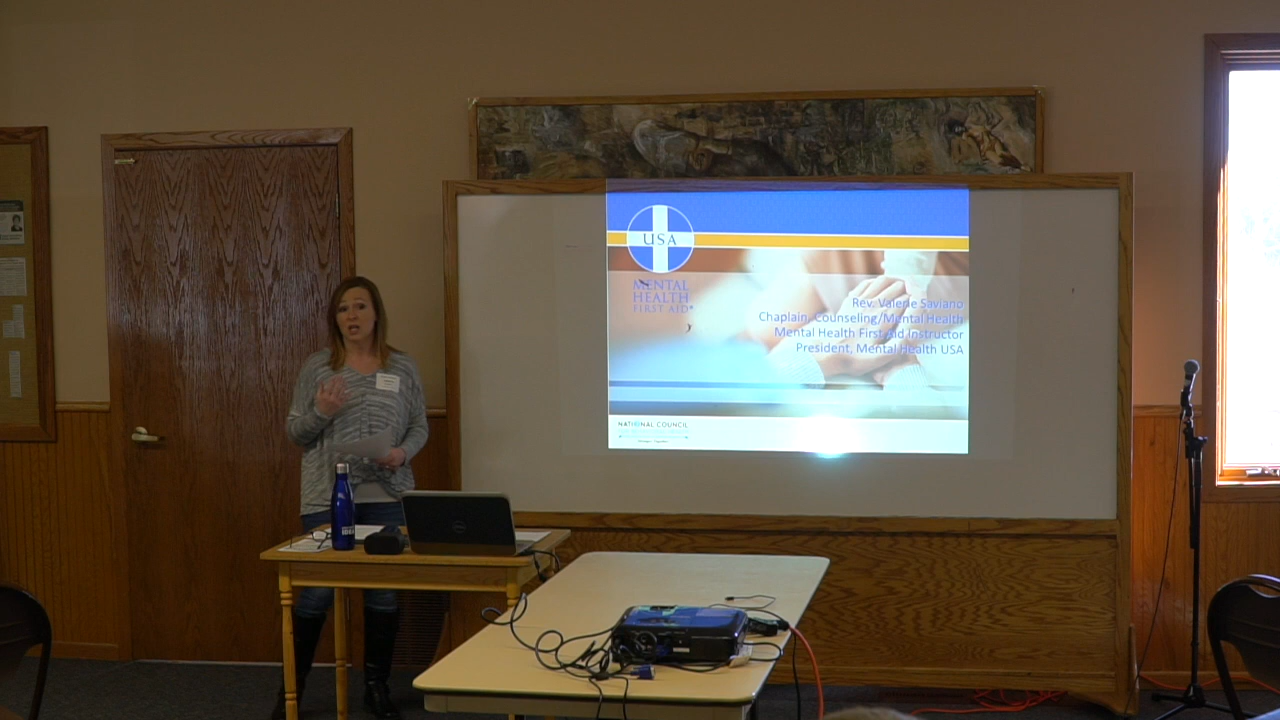 USA
MENTAL
HEALTH
FIRST AID®
Rev. Valerie Saviano
Chaplain, Counseling/Mental Health
Mental Health First Aid Instructor
President, Mental Health USA
NATIONAL COUNCIL